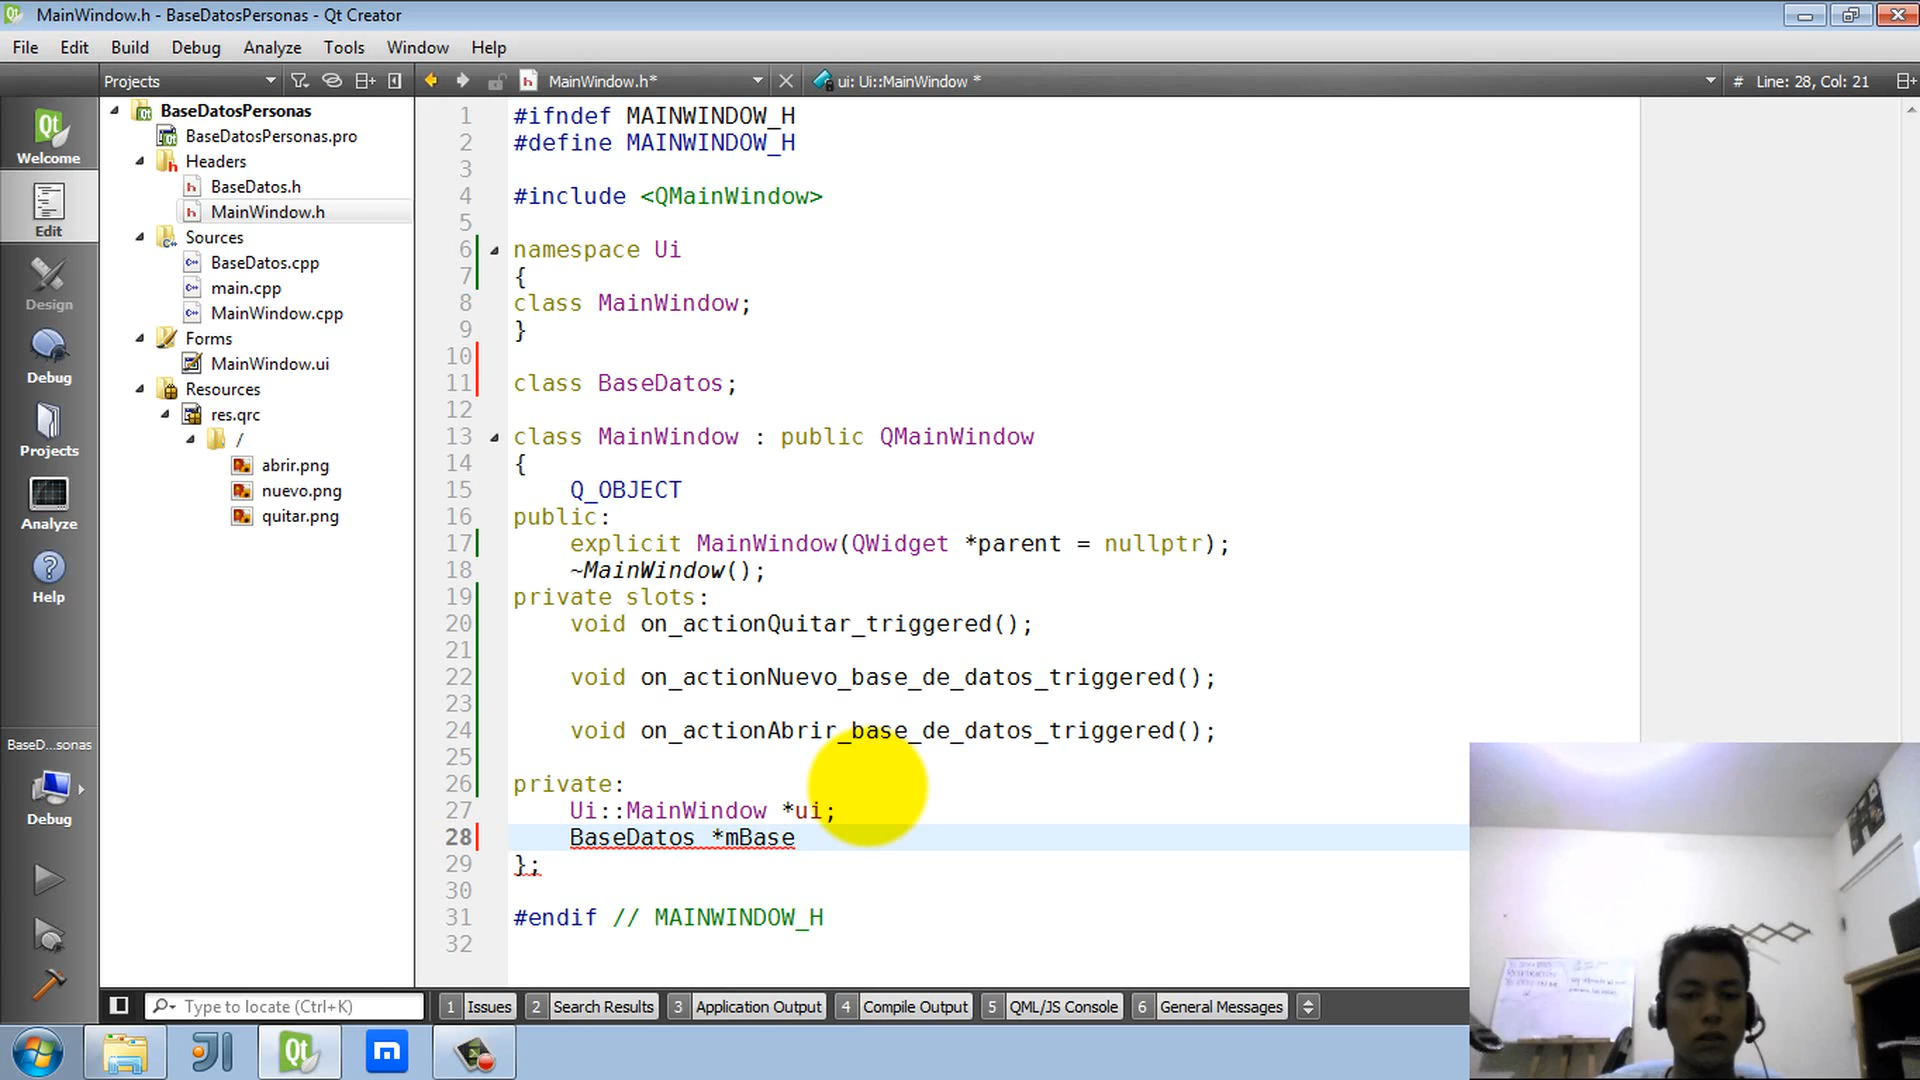 MainWindow.h - BaseDatosPersonas - Qt Creator
File Edit Build Debug Analyze Tools Window Help
Projects
MainWindow.h*
ui: Ui::MainWindow *
# Line: 28, Col: 21
Welcome
Edit
Design
Debug
Projects
Analyze
Help
BaseD...sonas
Debug
BaseDatosPersonas
BaseDatosPersonas.pro
Headers
BaseDatos.h
MainWindow.h
Sources
BaseDatos.cpp
main.cpp
MainWindow.cpp
Forms
MainWindow.ui
Resources
res.qrc
/
abrir.png
nuevo.png
quitar.png
1 #ifndef MAINWINDOW_H
2 #define MAINWINDOW_H
3
4 #include <QMainWindow>
5
6 namespace Ui
7 {
8 class MainWindow;
9 }
10
11 class BaseDatos;
12
13 class MainWindow : public QMainWindow
14 {
15 Q_OBJECT
16 public:
17 explicit MainWindow(QWidget *parent = nullptr);
18 ~MainWindow();
19 private slots:
20 void on_actionQuitar_triggered();
21
22 void on_actionNuevo_base_de_datos_triggered();
23
24 void on_actionAbrir_base_de_datos_triggered();
25
26 private:
27 Ui::MainWindow *ui;
28 BaseDatos *mBase
29 };
30
31 #endif // MAINWINDOW_H
32
Type to locate (Ctrl+K)
1 Issues 2 Search Results 3 Application Output 4 Compile Output 5 QML/JS Console 6 General Messages